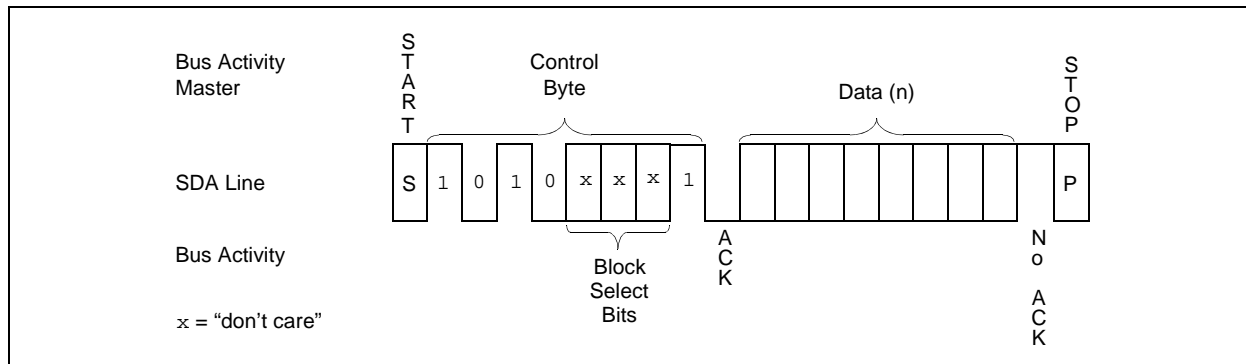 Bus Activity
Master
START
Control
Byte
Data (n)
STOP
SDA Line
S 1 0 1 0 x x x 1 P
Bus Activity
Block
Select
Bits
ACK
No ACK
x = “don’t care”